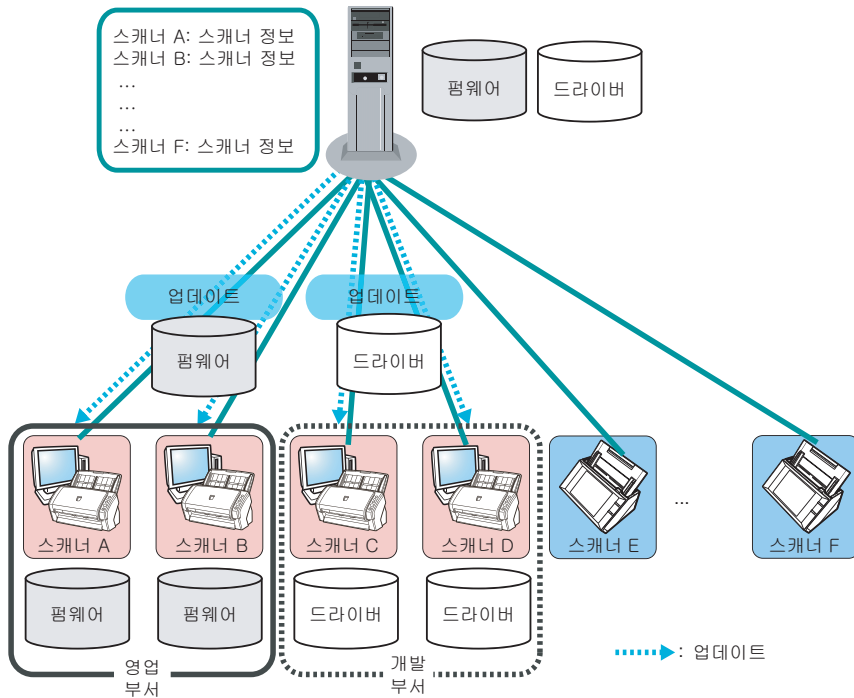 스캐너 A: 스캐너 정보
스캐너 B: 스캐너 정보
...
...
...
스캐너 F: 스캐너 정보
펌웨어
드라이버
업데이트
업데이트
펌웨어
드라이버
스캐너 A
스캐너 B
스캐너 C
스캐너 D
스캐너 E
...
스캐너 F
펌웨어
펌웨어
드라이버
드라이버
영업
부서
개발
부서
: 업데이트